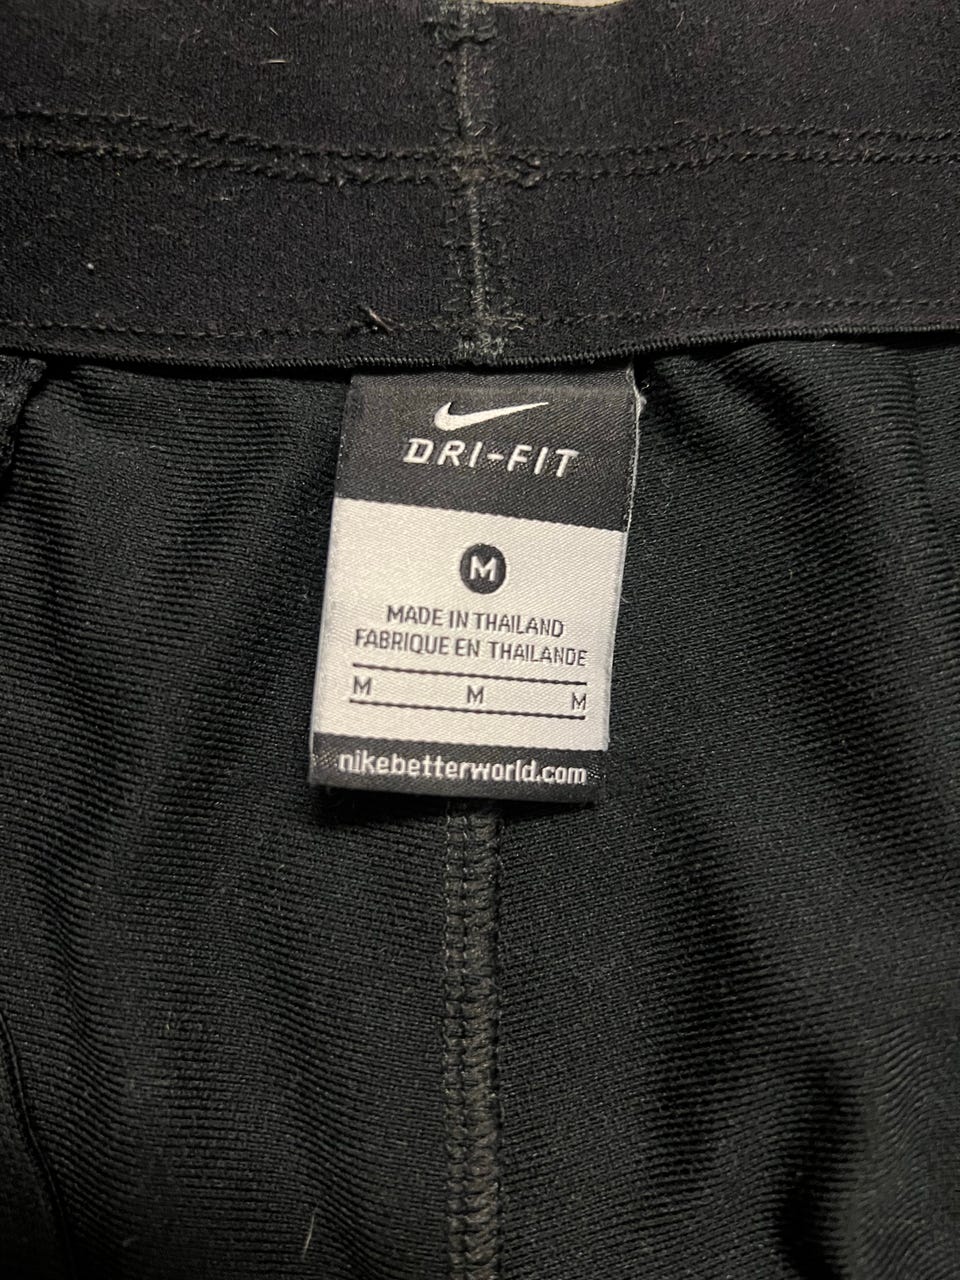 DRI-FIT
M
MADE IN THAILAND
FABRIQUE EN THAILANDE
M M M
nikebetterworld.com